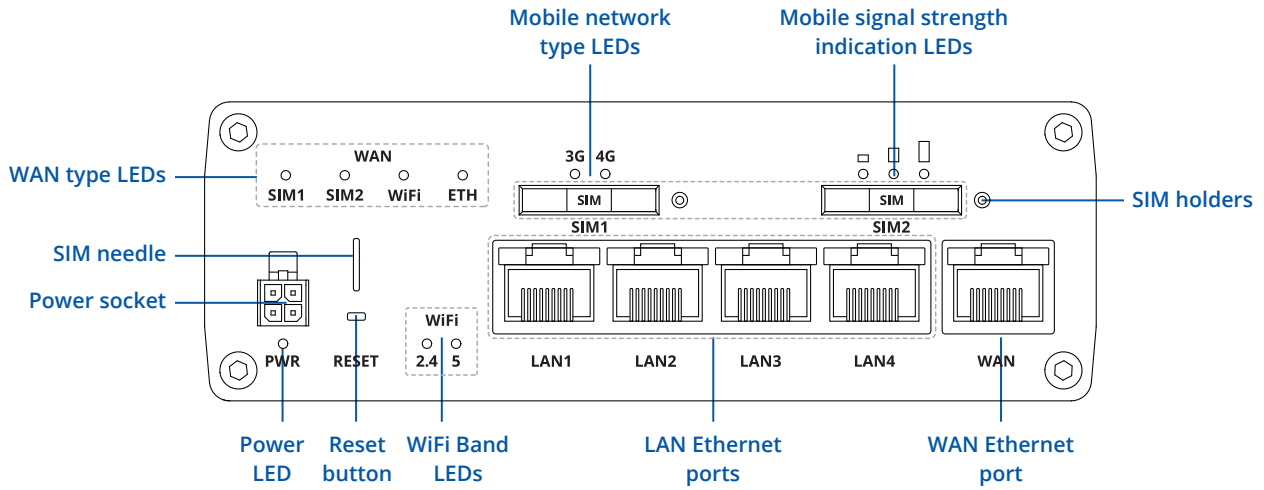 Mobile network
type LEDs
Mobile signal strength
indication LEDs
WAN type LEDs
WAN
SIM1 SIM2 WiFi ETH
3G 4G
SIM
SIM1
SIM
SIM2
SIM holders
SIM needle
Power socket
PWR
RESET
WiFi
2.4 5
LAN1 LAN2 LAN3 LAN4 WAN
Power
LED
Reset
button
WiFi Band
LEDs
LAN Ethernet
ports
WAN Ethernet
port